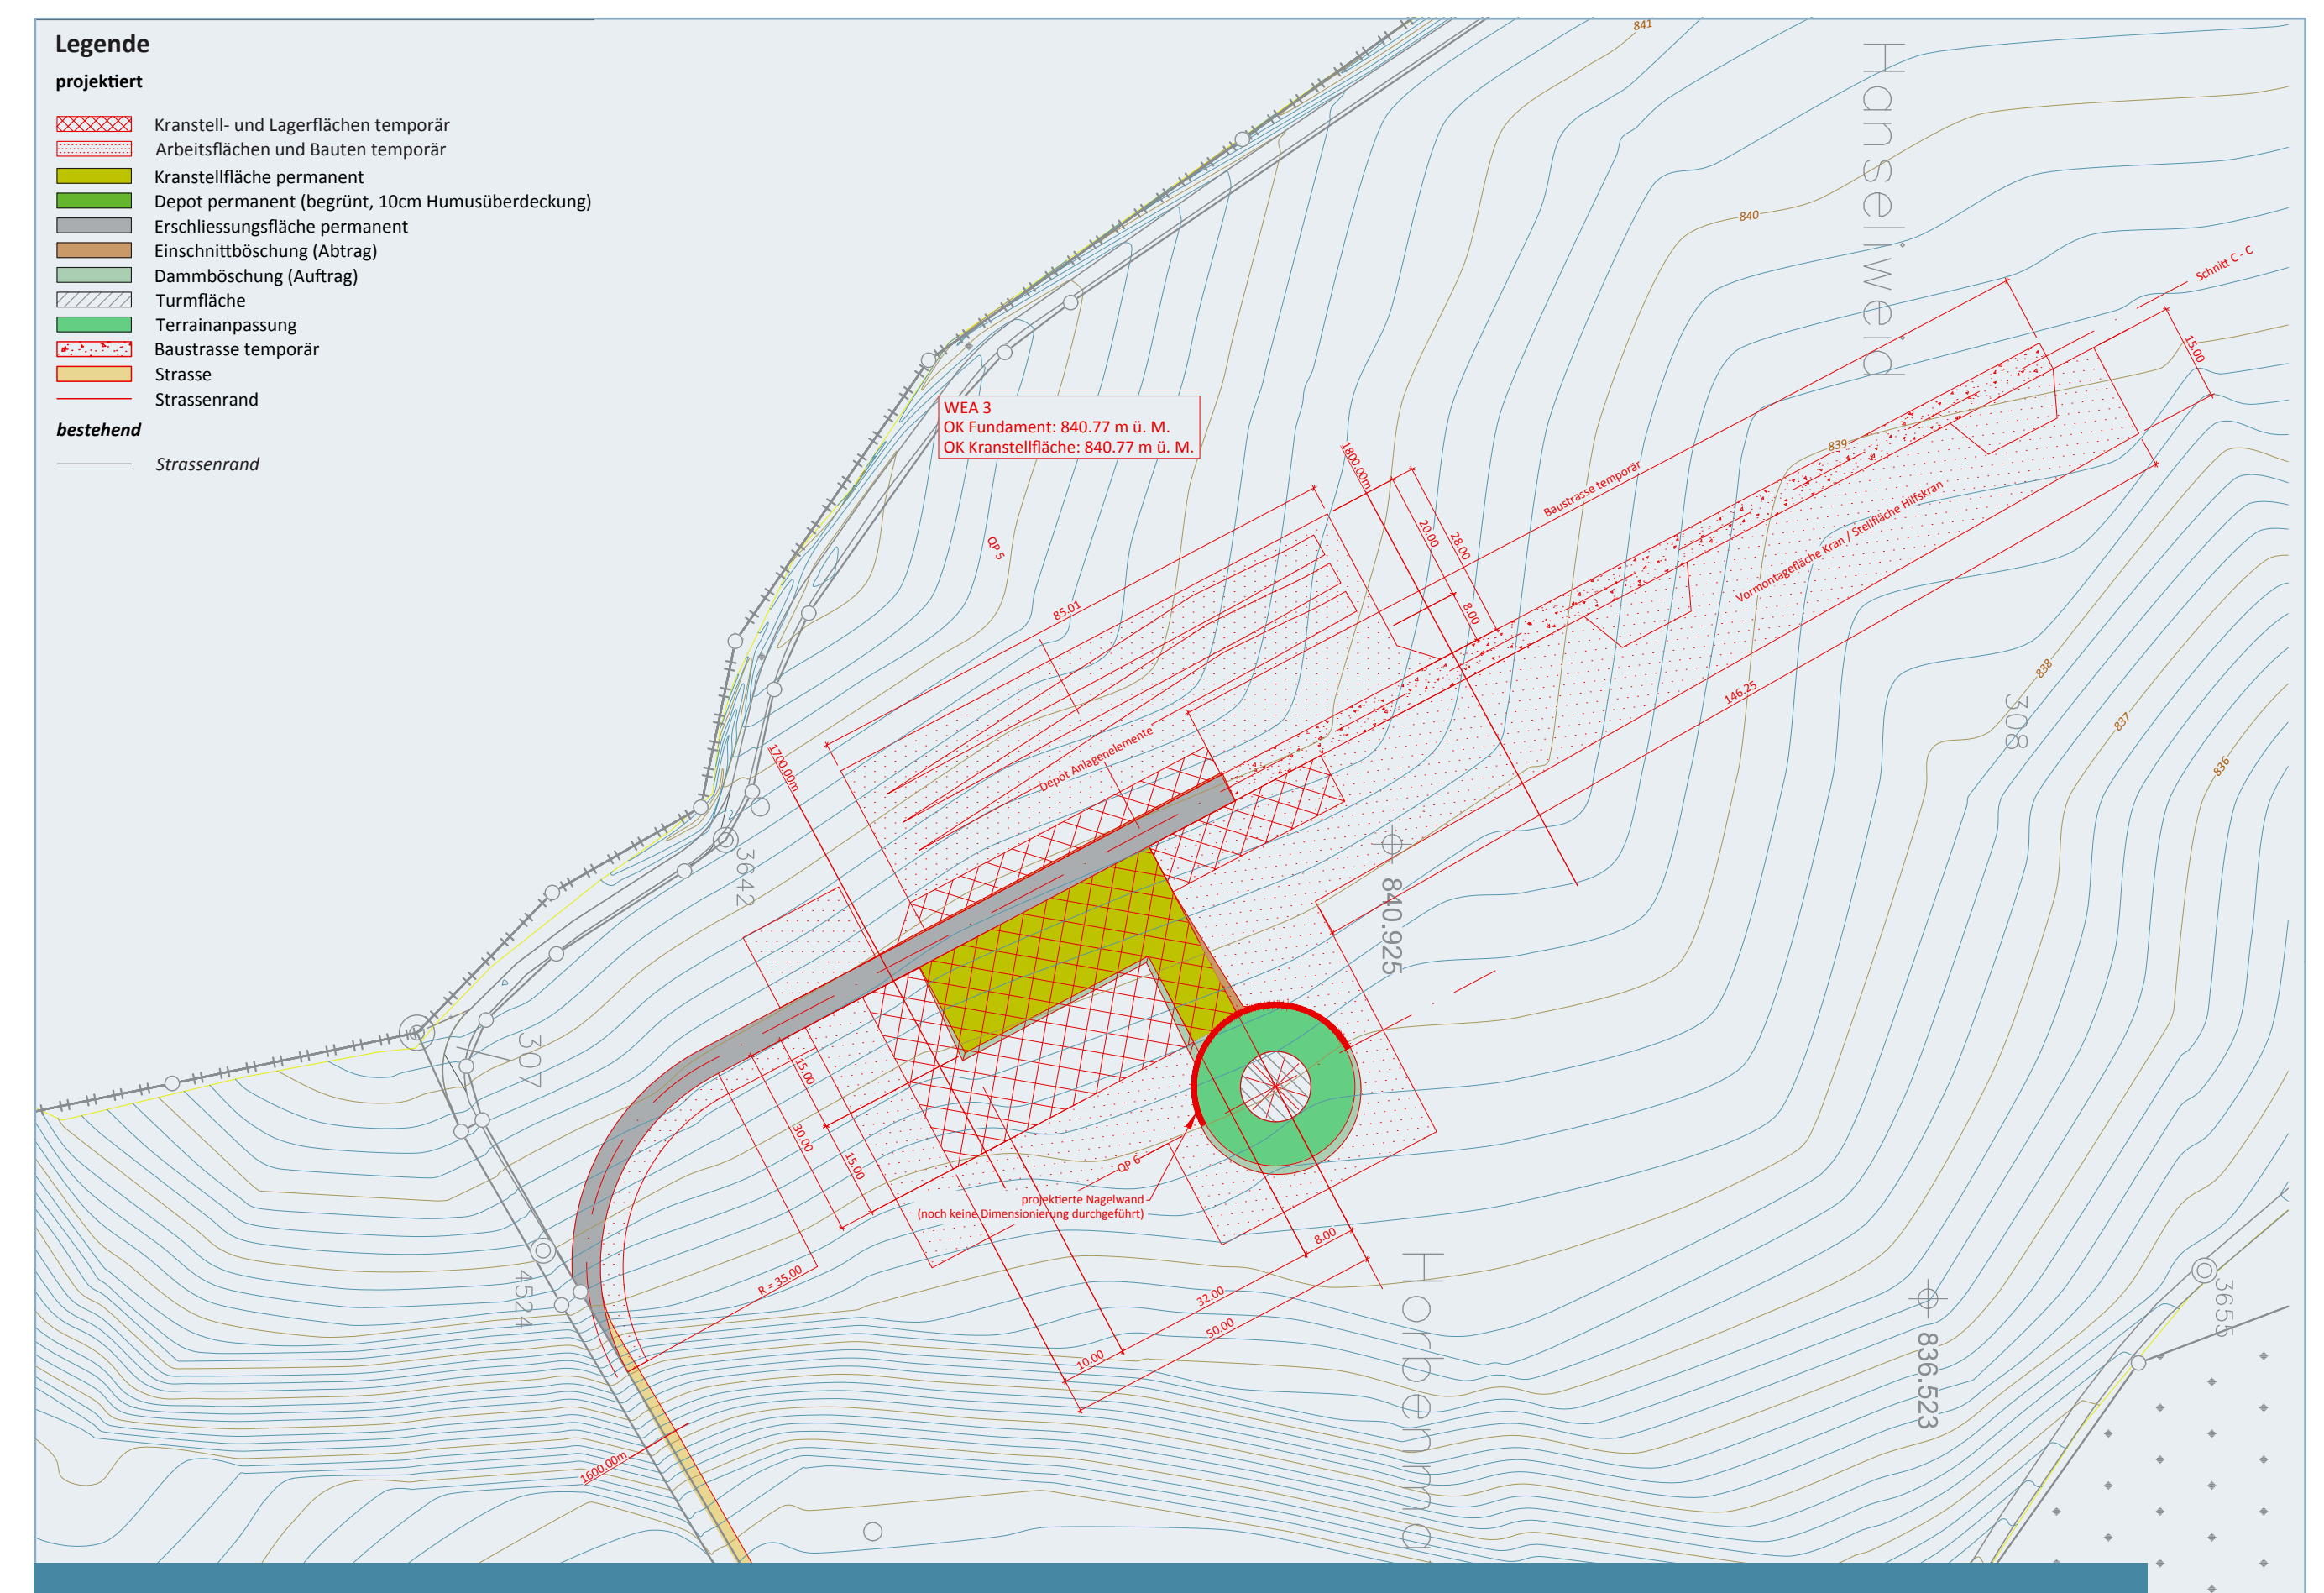 Legende
projektiert
Kranstell- und Lagerflächen temporär
Arbeitsflächen und Bauten temporär
Kranstellfläche permanent
Depot permanent (begrünt, 10cm Humusüberdeckung)
Erschliessungsfläche permanent
Einschnittböschung (Abtrag)
Dammböschung (Auftrag)
Turmfläche
Terrainanpassung
Baustrasse temporär
Strasse
Strassenrand
bestehend
Strassenrand
841
840
Hanseliweid
Schnitt C - C
15.00
WEA 3
OK Fundament: 840.77 m ü. M.
OK Kranstellfläche: 840.77 m ü. M.
839
1800.00m
Baustrasse temporär
20.00
28.00
8.00
Vormontagefläche Kran / Stellfläche Hilfskran
QP 5
85.01
146.25
838
308
837
836
1700.00m
Depot Anlagenelemente
3642
840.925
307
15.00
30.00
15.00
QP 6
projektierte Nagelwand
(noch keine Dimensionierung durchgeführt)
8.00
R = 35.00
32.00
50.00
10.00
4524
3655
836.523
1600.00m